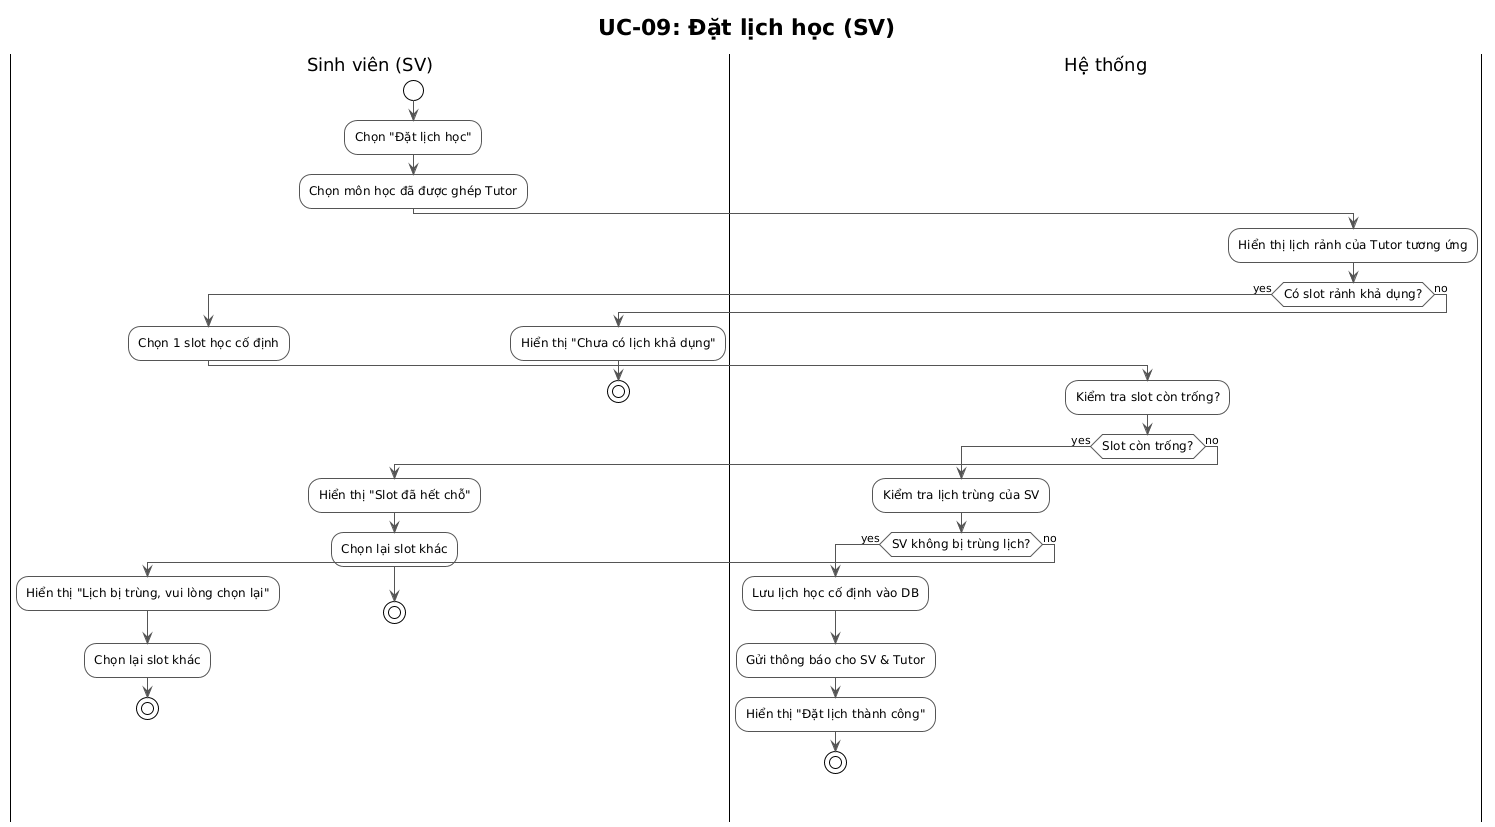 UC-09: Đặt lịch học (SV)
Sinh viên (SV)
Hệ thống
Chọn "Đặt lịch học"
Chọn môn học đã được ghép Tutor
Hiển thị lịch rảnh của Tutor tương ứng
yes
Có slot rảnh khả dụng?
no
Chọn 1 slot học cố định
Hiển thị "Chưa có lịch khả dụng"
Kiểm tra slot còn trống?
yes
Slot còn trống?
no
Hiển thị "Slot đã hết chỗ"
Kiểm tra lịch trùng của SV
Chọn lại slot khác
yes
SV không bị trùng lịch?
no
Hiển thị "Lịch bị trùng, vui lòng chọn lại"
Lưu lịch học cố định vào DB
Chọn lại slot khác
Gửi thông báo cho SV & Tutor
Hiển thị "Đặt lịch thành công"